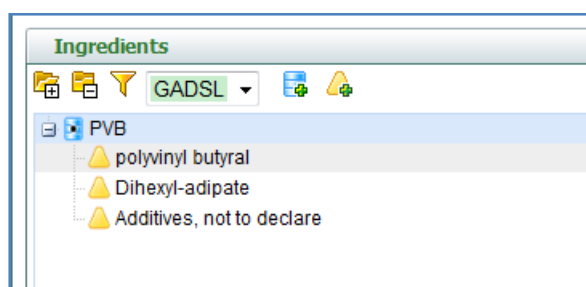 Ingredients
GADSL
PVB
polyvinyl butyral
Dihexyl-adipate
Additives, not to declare